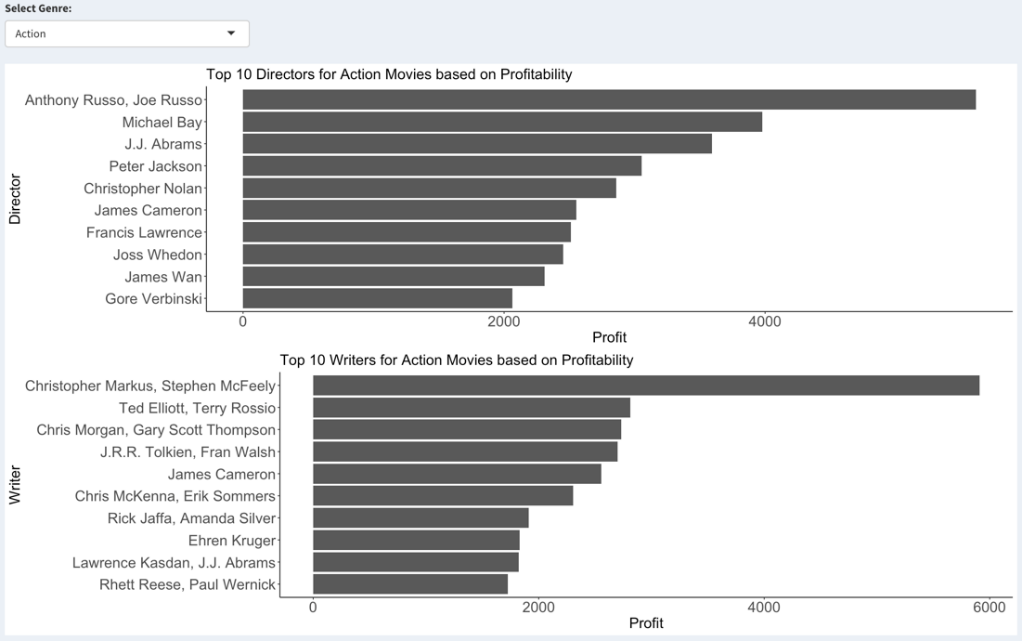 Select Genre:
Action
Top 10 Directors for Action Movies based on Profitability
Director
Anthony Russo, Joe Russo
Michael Bay
J.J. Abrams
Peter Jackson
Christopher Nolan
James Cameron
Francis Lawrence
Joss Whedon
James Wan
Gore Verbinski
0 2000 4000
Profit
Top 10 Writers for Action Movies based on Profitability
Writer
Christopher Markus, Stephen McFeely
Ted Elliott, Terry Rossio
Chris Morgan, Gary Scott Thompson
J.R.R. Tolkien, Fran Walsh
James Cameron
Chris McKenna, Erik Sommers
Rick Jaffa, Amanda Silver
Ehren Kruger
Lawrence Kasdan, J.J. Abrams
Rhett Reese, Paul Wernick
0 2000 4000 6000
Profit